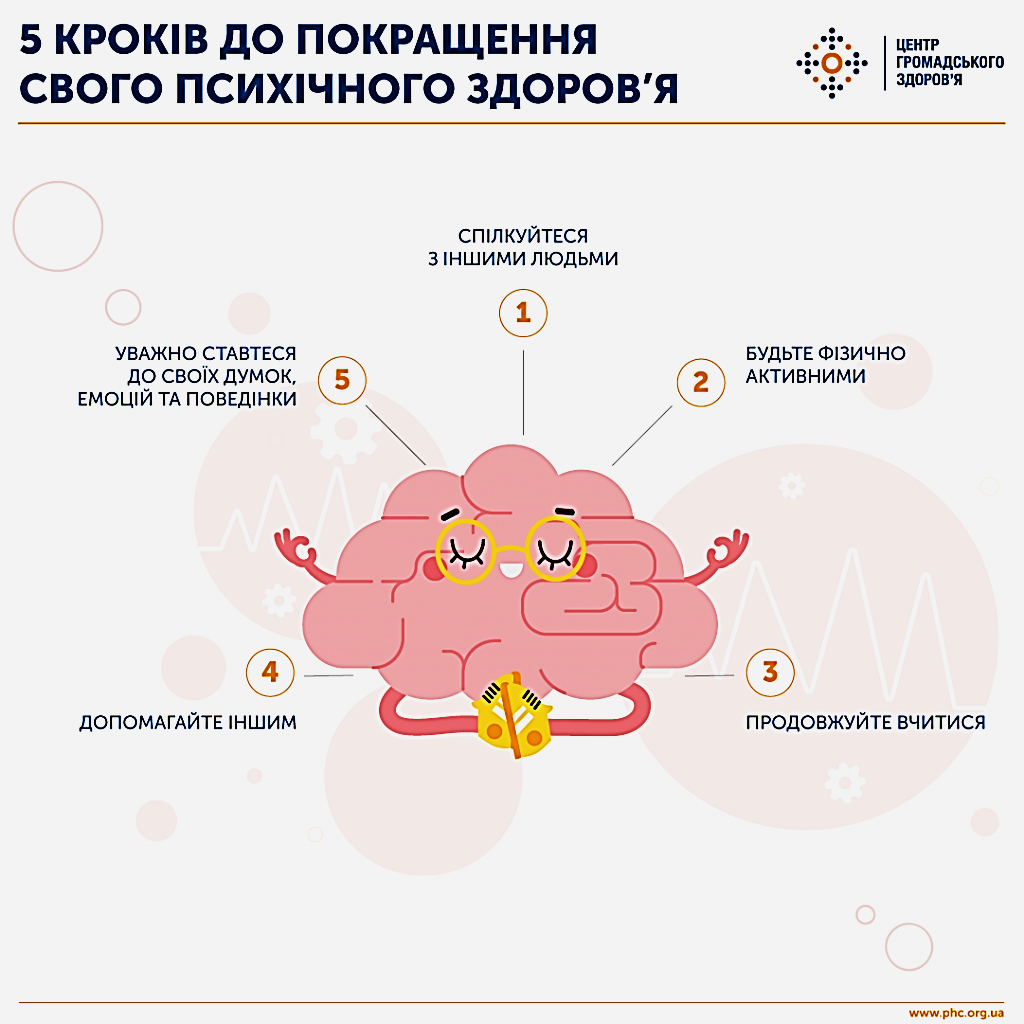 5 КРОКІВ ДО ПОКРАЩЕННЯ
СВОГО ПСИХІЧНОГО ЗДОРОВ’Я
ЦЕНТР
ГРОМАДСЬКОГО
ЗДОРОВ’Я
СПІЛКУЙТЕСЯ
З ІНШИМИ ЛЮДЬМИ
1
БУДЬТЕ ФІЗИЧНО
АКТИВНИМИ
2
3
ПРОДОВЖУЙТЕ ВЧИТИСЯ
4
ДОПОМАГАЙТЕ ІНШИМ
5
УВАЖНО СТАВТЕСЯ
ДО СВОЇХ ДУМОК,
ЕМОЦІЙ ТА ПОВЕДІНКИ
www.phc.org.ua